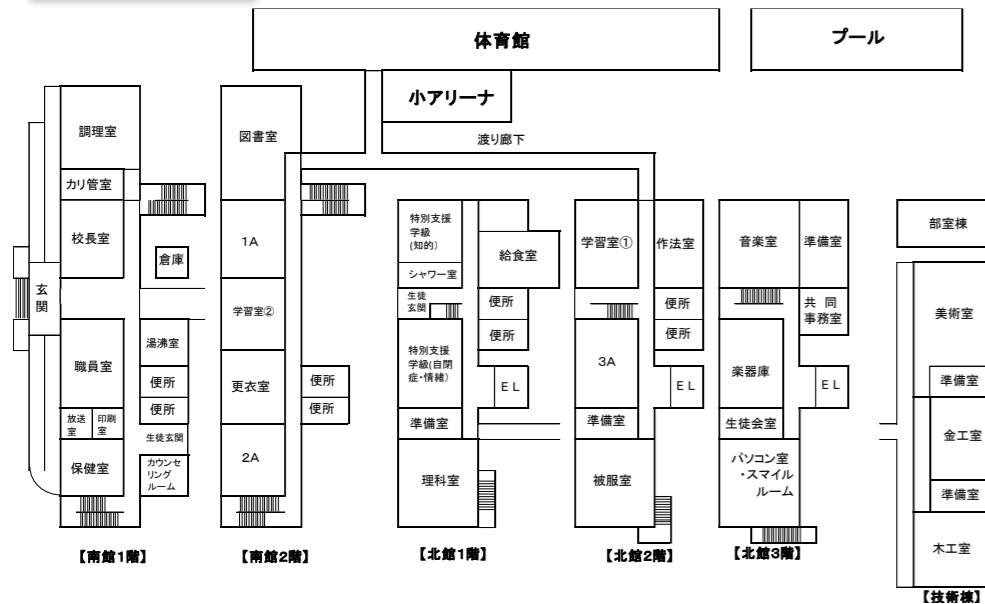 体育館
プール
小アリーナ
渡り廊下
調理室
カリ管室
校長室
倉庫
玄
関
職員室
湯沸室
便所
便所
放送
室
印刷
室
生徒玄関
保健室
カウンセ
リング
ルーム
【南館1階】
図書室
1A
学習室②
更衣室
便所
便所
2A
【南館2階】
特別支援
学級
(知的)
シャワー室
給食室
生徒
玄関
便所
便所
特別支援
学級(自閉
症・情緒)
EL
準備室
理科室
【北館1階】
学習室①
作法室
便所
便所
3A
EL
準備室
被服室
【北館2階】
音楽室
準備室
共 同
事務室
楽器庫
EL
生徒会室
パソコン室
・スマイル
ルーム
【北館3階】
部室棟
美術室
準備室
金工室
準備室
木工室
【技術棟】